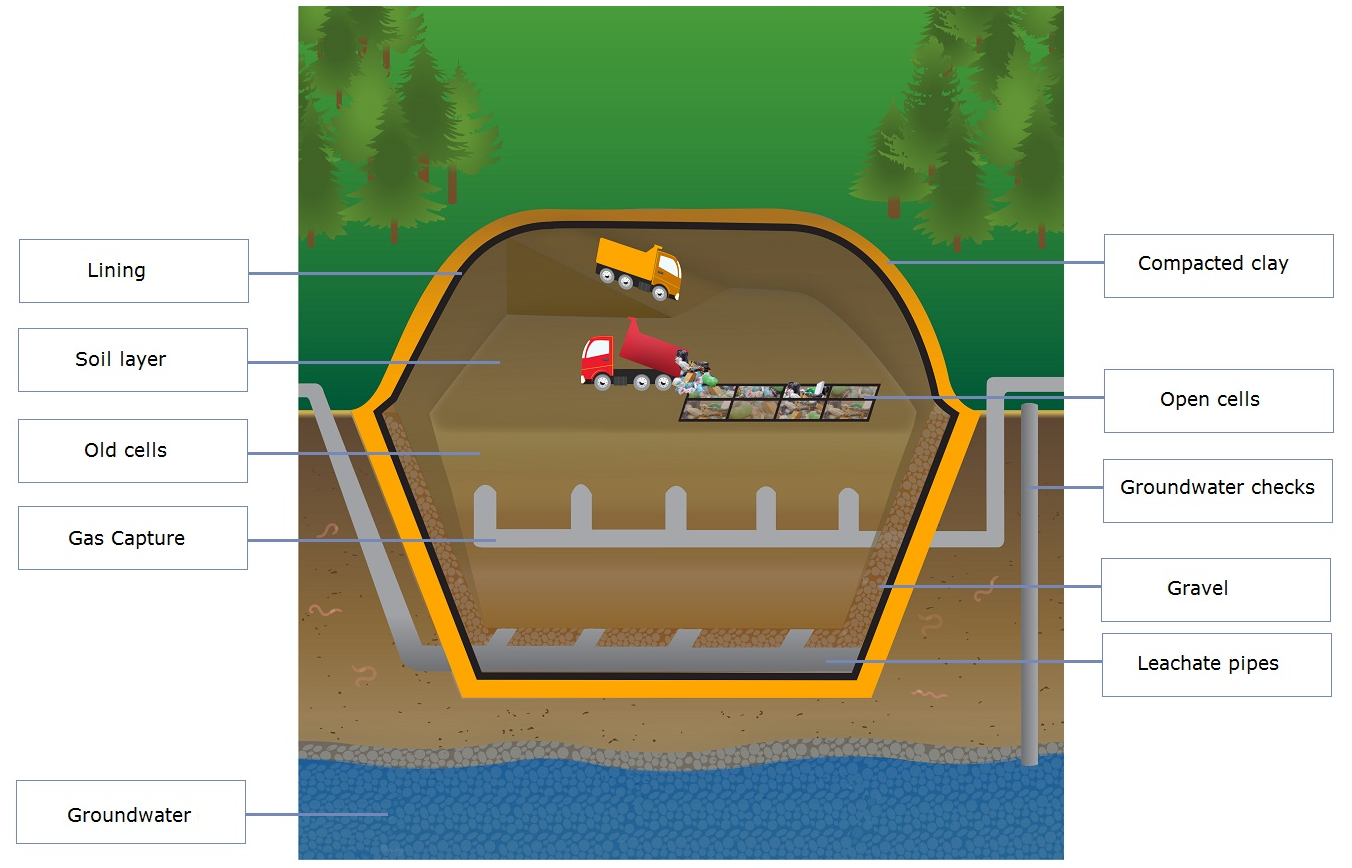 Lining
Soil layer
Old cells
Gas Capture
Groundwater
Compacted clay
Open cells
Groundwater checks
Gravel
Leachate pipes